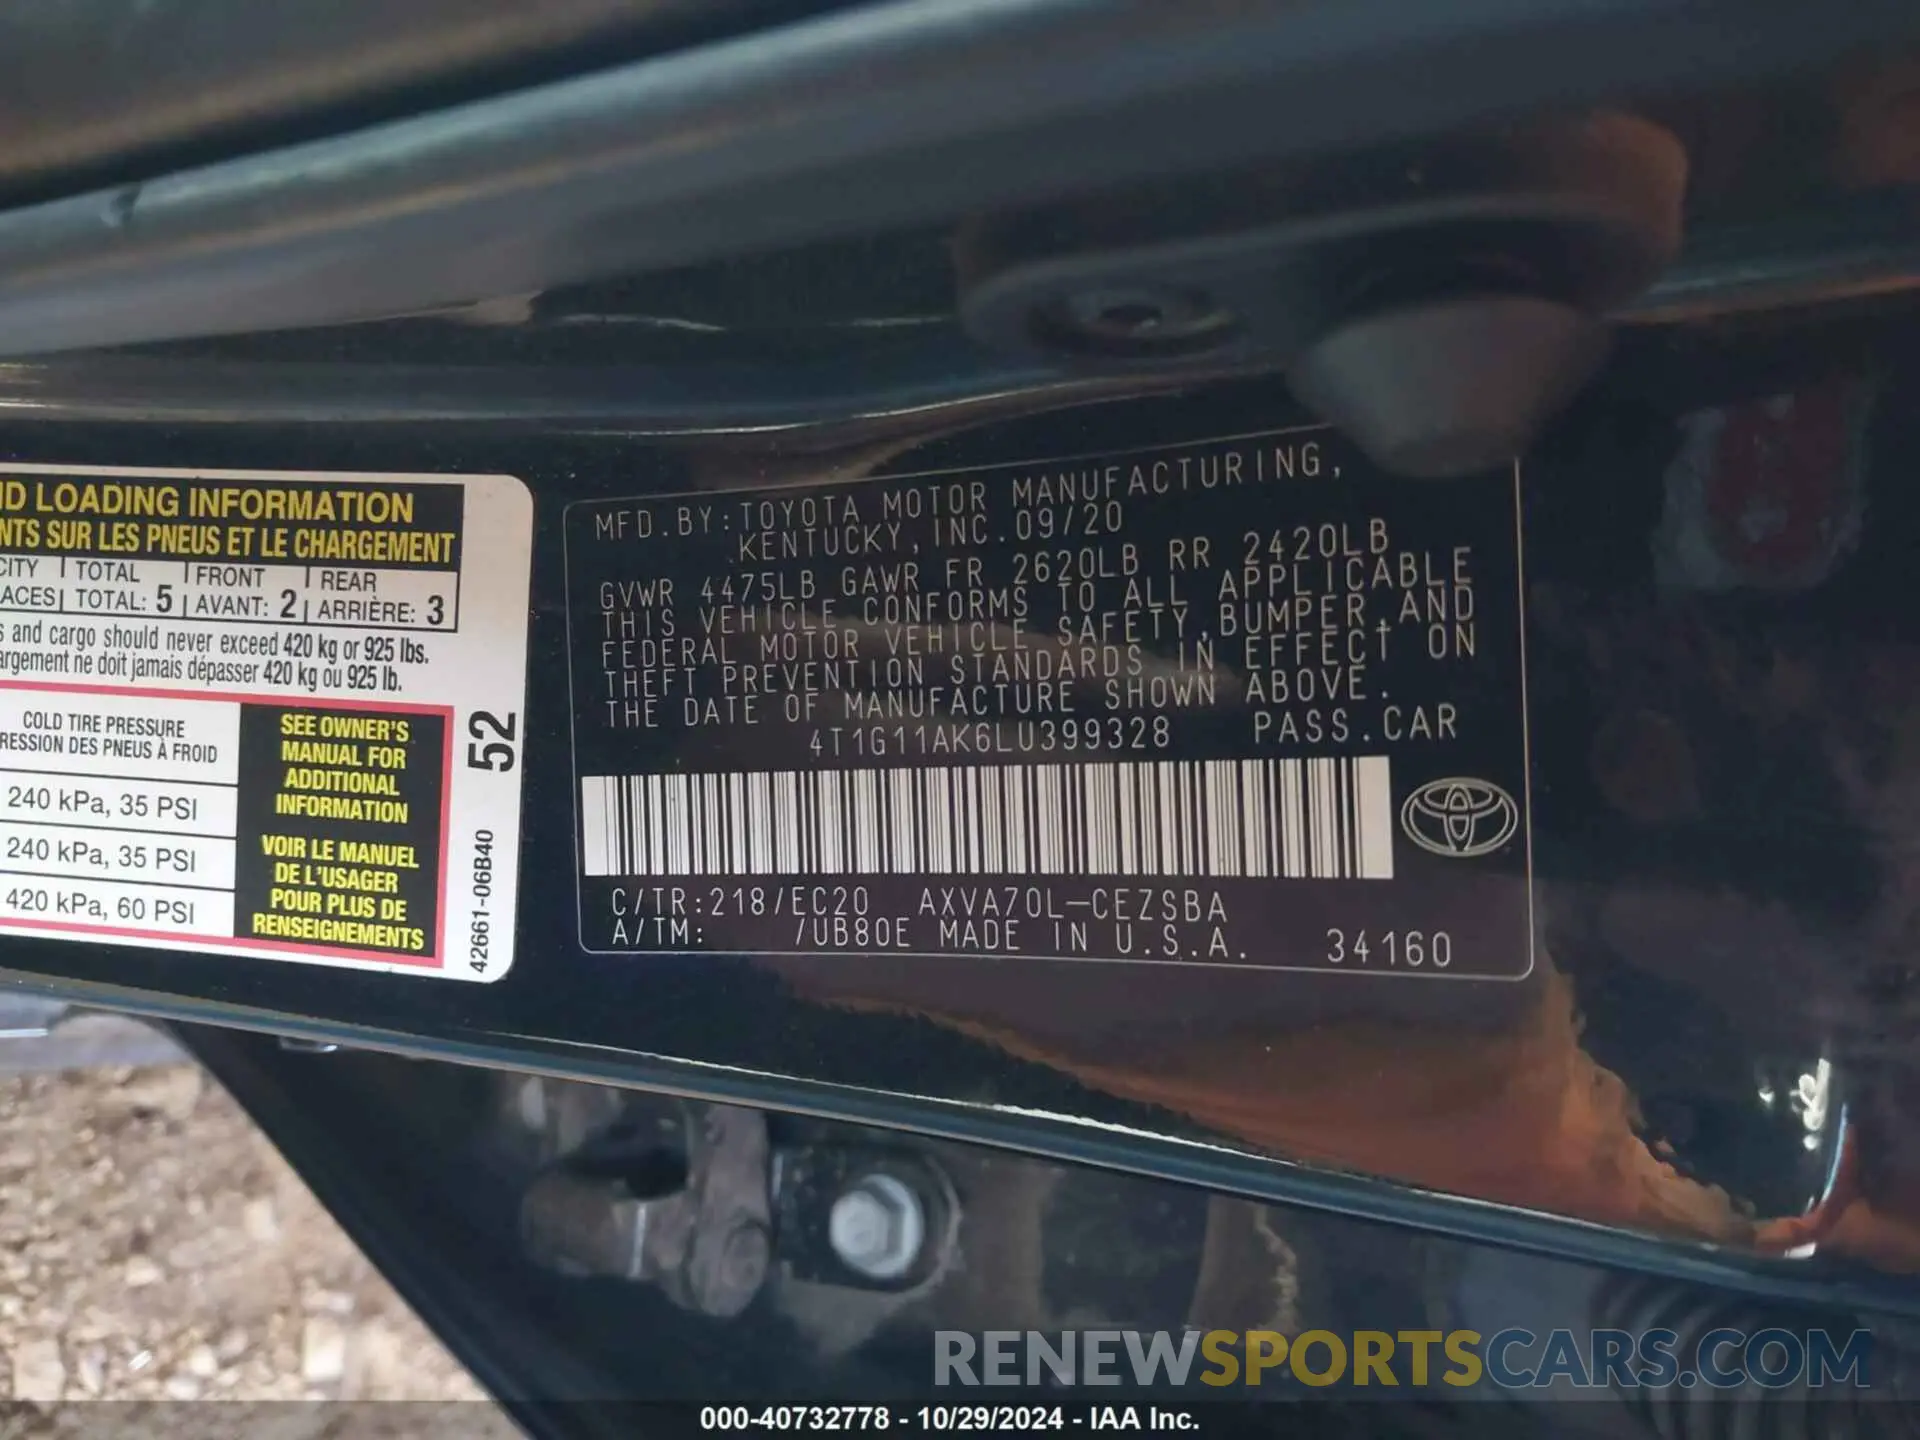 ND LOADING INFORMATION
NTS SUR LES PNEUS ET LE CHARGEMENT
CITY TOTAL FRONT REAR
ACES TOTAL: 5 AVANT: 2 ARRIÈRE: 3
s and cargo should never exceed 420 kg or 925 lbs.
argement ne doit jamais dépasser 420 kg ou 925 lb.
COLD TIRE PRESSURE
RESSION DES PNEUS À FROID
240 kPa, 35 PSI
240 kPa, 35 PSI
420 kPa, 60 PSI
SEE OWNER'S
MANUAL FOR
ADDITIONAL
INFORMATION
VOIR LE MANUEL
DE L'USAGER
POUR PLUS DE
RENSEIGNEMENTS
52
42661-06B40
MFD.BY:TOYOTA MOTOR MANUFACTURING,
KENTUCKY,INC.09/20
GVWR 4475LB GAWR FR 2620LB RR 2420LB
THIS VEHICLE CONFORMS TO ALL APPLICABLE
FEDERAL MOTOR VEHICLE SAFETY,BUMPER,AND
THEFT PREVENTION STANDARDS IN EFFECT ON
THE DATE OF MANUFACTURE SHOWN ABOVE.
4T1G11AK6LU399328 PASS.CAR
C/TR:218/EC20 AXVA70L-CEZSBA
A/TM: /UB80E MADE IN U.S.A. 34160
RENEWSPORTSCARS.COM
000-40732778 - 10/29/2024 - IAA Inc.